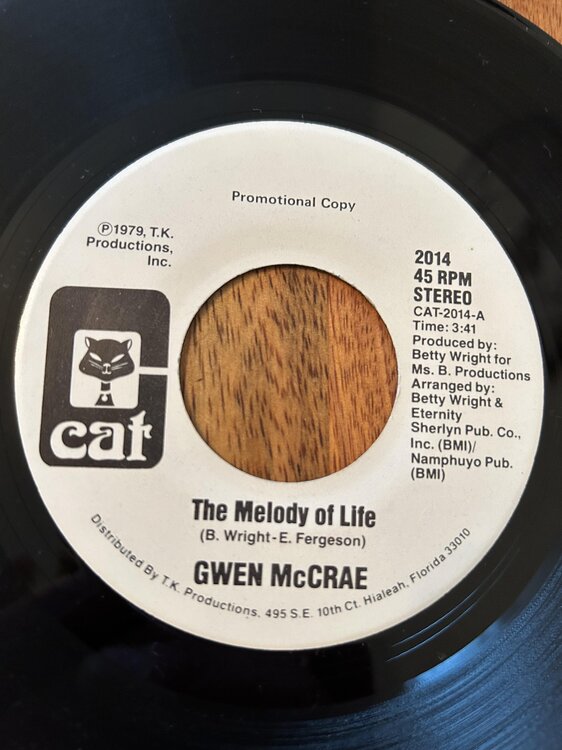 Promotional Copy
Ⓟ1979, T.K.
Productions,
Inc.
cat
2014
45 RPM
STEREO
CAT-2014-A
Time: 3:41
Produced by:
Betty Wright for
Ms. B. Productions
Arranged by:
Betty Wright &
Eternity
Sherlyn Pub. Co.,
Inc. (BMI)/
Namphuyo Pub.
(BMI)
The Melody of Life
(B. Wright-E. Fergeson)
GWEN McCRAE
Distributed By T.K. Productions, 495 S.E. 10th Ct. Hialeah, Florida 33010